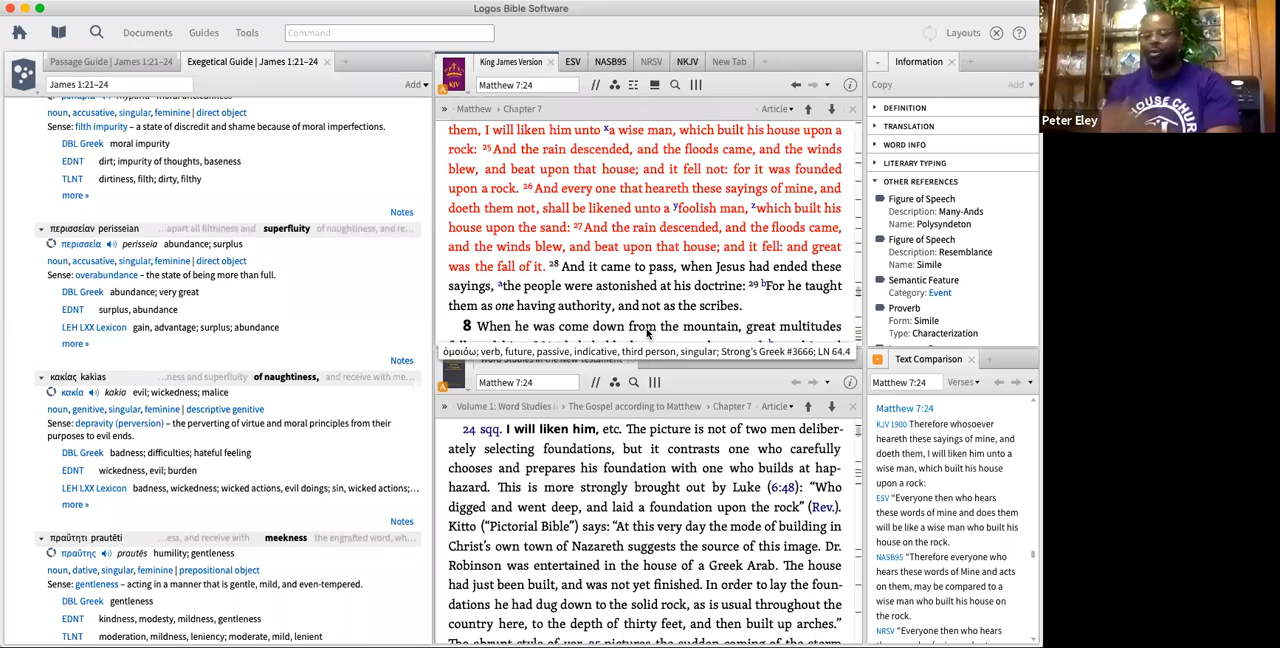 Logos Bible Software
Documents Guides Tools Command Layouts
Passage Guide | James 1:21–24 Exegetical Guide | James 1:21–24
James 1:21–24 Add
noun, accusative, singular, feminine | direct object
Sense: filth impurity – a state of discredit and shame because of moral imperfections.
DBL Greek moral impurity
EDNT dirt; impurity of thoughts, baseness
TLNT dirtiness, filth; dirty, filthy
more »
Notes
περισσείαν perisseian ...apart all filthiness and superfluity of naughtiness, and re...
περισσεία perisseia abundance; surplus
noun, accusative, singular, feminine | direct object
Sense: overabundance – the state of being more than full.
DBL Greek abundance; very great
EDNT surplus, abundance
LEH LXX Lexicon gain, advantage; surplus; abundance
more »
Notes
κακίας kakias ...ness and superfluity of naughtiness, and receive with me...
κακία kakia evil; wickedness; malice
noun, genitive, singular, feminine | descriptive genitive
Sense: depravity (perversion) – the perverting of virtue and moral principles from their
purposes to evil ends.
DBL Greek badness; difficulties; hateful feeling
EDNT wickedness, evil; burden
LEH LXX Lexicon badness, wickedness; wicked actions, evil doings; sin, wicked actions;...
more »
Notes
πραΰτητι prautēti ...ess, and receive with meekness the engrafted word, wh...
πραΰτης prautēs humility; gentleness
noun, dative, singular, feminine | prepositional object
Sense: gentleness – acting in a manner that is gentle, mild, and even-tempered.
DBL Greek gentleness
EDNT kindness, modesty, mildness, gentleness
TLNT moderation, mildness, leniency; moderate, mild, lenient
King James Version ESV NASB95 NRSV NKJV New Tab
KJV Matthew 7:24
» Matthew › Chapter 7 Article
them, I will liken him unto xa wise man, which built his house upon a
rock: 25 And the rain descended, and the floods came, and the winds
blew, and beat upon that house; and it fell not: for it was founded
upon a rock. 26 And every one that heareth these sayings of mine, and
doeth them not, shall be likened unto a yfoolish man, zwhich built his
house upon the sand: 27 And the rain descended, and the floods came,
and the winds blew, and beat upon that house; and it fell: and great
was the fall of it. 28 And it came to pass, when Jesus had ended these
sayings, athe people were astonished at his doctrine: 29 bFor he taught
them as one having authority, and not as the scribes.
8 When he was come down from the mountain, great multitudes
ὁμοιόω; verb, future, passive, indicative, third person, singular; Strong's Greek #3666; LN 64.4
Matthew 7:24
» Volume 1: Word Studies i › The Gospel according to Matthew › Chapter 7 Article
24 sqq. I will liken him, etc. The picture is not of two men deliber-
ately selecting foundations, but it contrasts one who carefully
chooses and prepares his foundation with one who builds at hap-
hazard. This is more strongly brought out by Luke (6:48): “Who
digged and went deep, and laid a foundation upon the rock” (Rev.).
Kitto (“Pictorial Bible”) says: “At this very day the mode of building in
Christ’s own town of Nazareth suggests the source of this image. Dr.
Robinson was entertained in the house of a Greek Arab. The house
had just been built, and was not yet finished. In order to lay the foun-
dations he had dug down to the solid rock, as is usual throughout the
country here, to the depth of thirty feet, and then built up arches.”
Information
Copy Add
DEFINITION
TRANSLATION
WORD INFO
LITERARY TYPING
OTHER REFERENCES
Figure of Speech
Description: Many-Ands
Name: Polysyndeton
Figure of Speech
Description: Resemblance
Name: Simile
Semantic Feature
Category: Event
Proverb
Form: Simile
Type: Characterization
Text Comparison
Matthew 7:24 Verses
Matthew 7:24
KJV 1900 Therefore whosoever
heareth these sayings of mine, and
doeth them, I will liken him unto a
wise man, which built his house
upon a rock:
ESV “Everyone then who hears
these words of mine and does them
will be like a wise man who built his
house on the rock.
NASB95 “Therefore everyone who
hears these words of Mine and acts
on them, may be compared to a
wise man who built his house on
the rock.
NRSV “Everyone then who hears
Peter Eley
HOUSE CHURCH